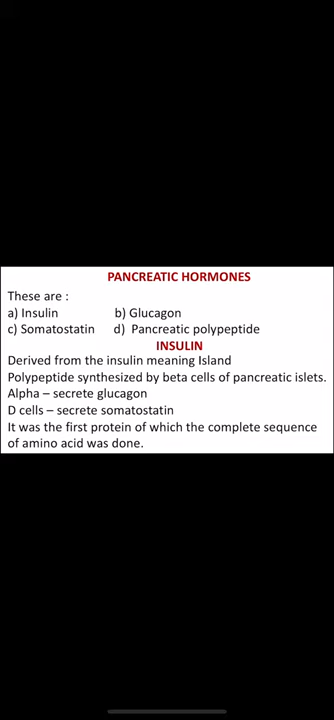 PANCREATIC HORMONES
These are :
a) Insulin b) Glucagon
c) Somatostatin d) Pancreatic polypeptide
INSULIN
Derived from the insulin meaning Island
Polypeptide synthesized by beta cells of pancreatic islets.
Alpha – secrete glucagon
D cells – secrete somatostatin
It was the first protein of which the complete sequence
of amino acid was done.